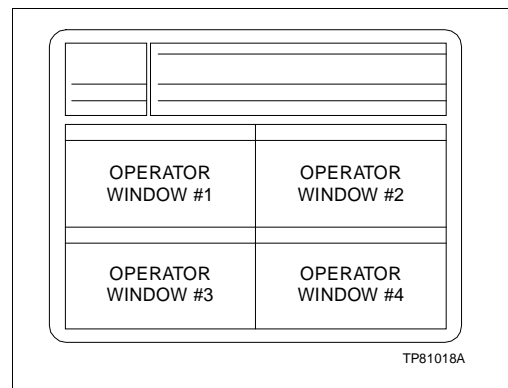 OPERATOR
WINDOW #1
OPERATOR
WINDOW #2
OPERATOR
WINDOW #3
OPERATOR
WINDOW #4
TP81018A